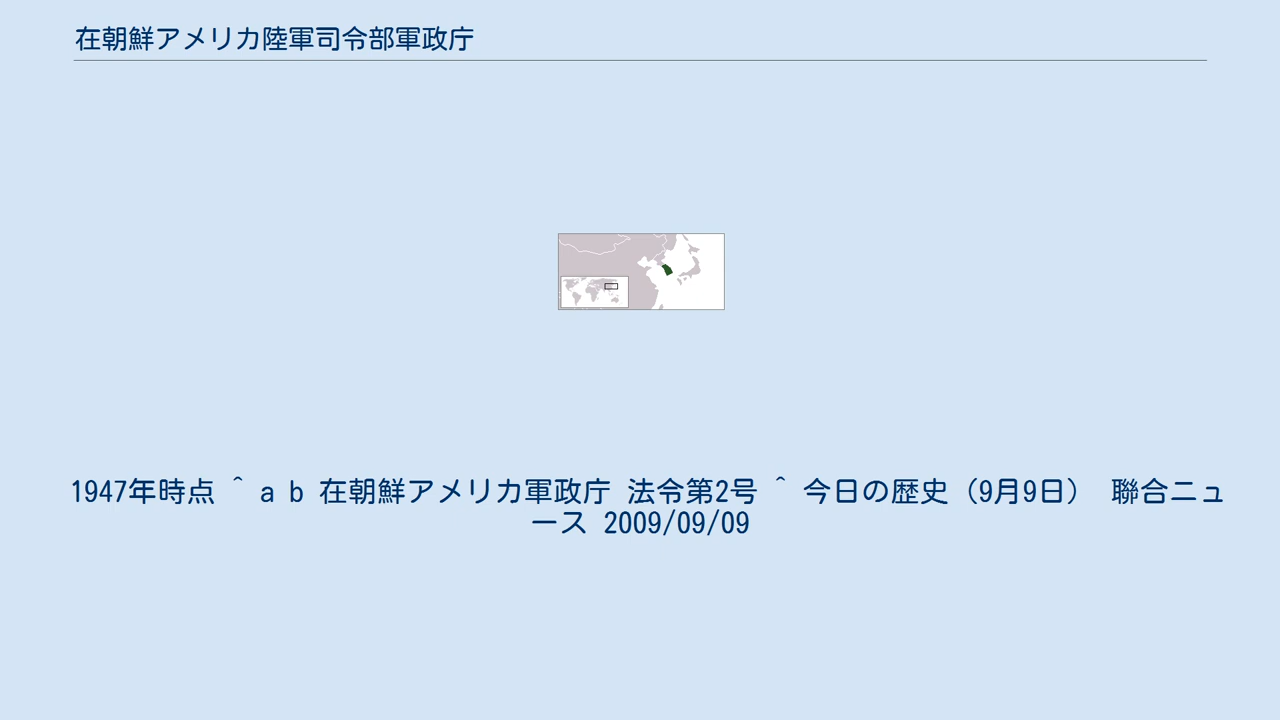 在朝鮮アメリカ陸軍司令部軍政庁
1947年時点 ^ a b 在朝鮮アメリカ軍政庁 法令第2号 ^ 今日の歴史（9月9日） 聯合ニュ
ース 2009/09/09